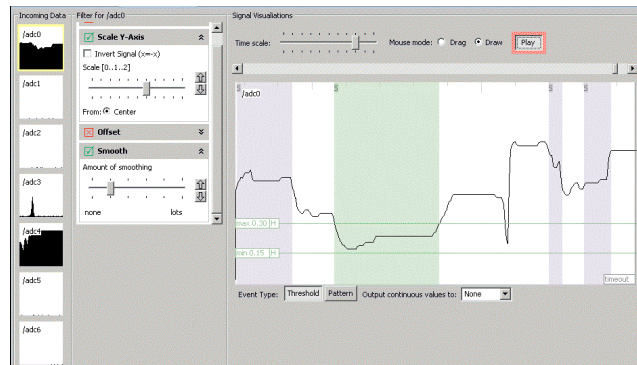 Incoming Data
/adc0
/adc1
/adc2
/adc3
/adc4
/adc5
/adc6
Filter for /adc0
Scale Y-Axis
Invert Signal (x=-x)
Scale [0..1..2]
From: Center
Offset
Smooth
Amount of smoothing
none lots
Signal Visualiations
Time scale: Mouse mode: Drag Draw Play
/adc0
max 0.30 H
min 0.15 H
timeout
Event Type: Threshold Pattern Output continuous values to: None